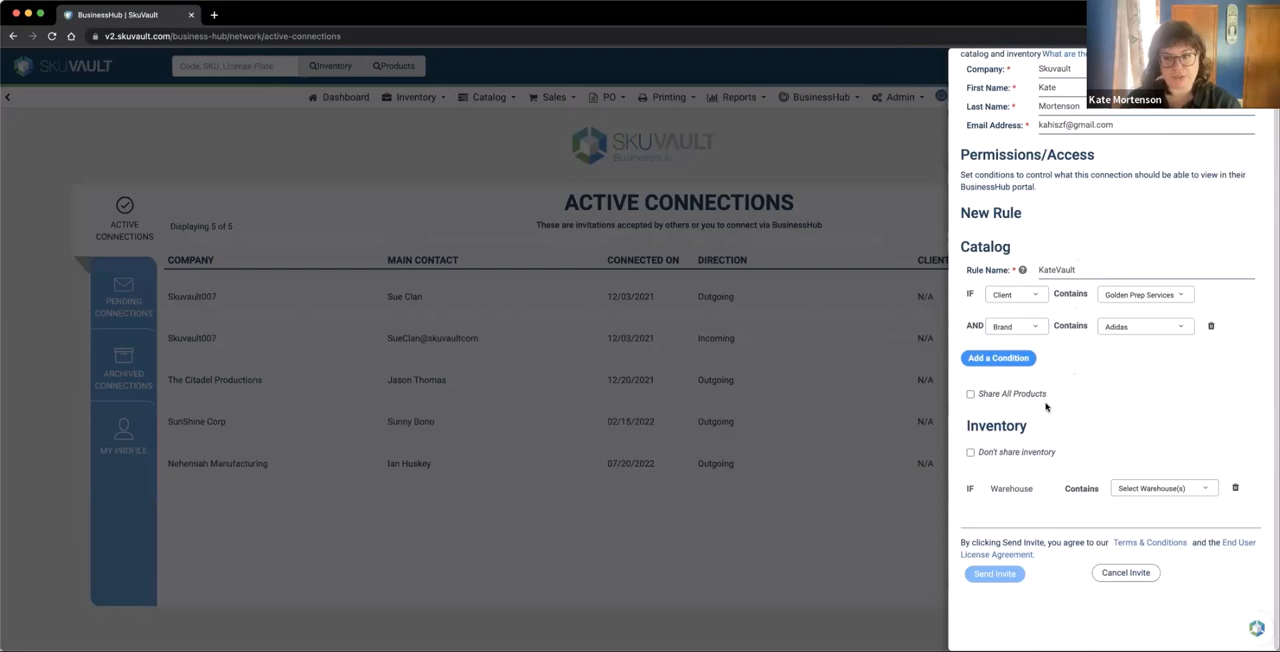 BusinessHub | SkuVault
v2.skuvault.com/business-hub/network/active-connections
SKUVAULT
Code, SKU, License Plate
Inventory
Products
Dashboard
Inventory
Catalog
Sales
PO
Printing
Reports
BusinessHub
Admin
SKUVAULT
BusinessHub
ACTIVE CONNECTIONS
PENDING CONNECTIONS
ARCHIVED CONNECTIONS
MY PROFILE
Displaying 5 of 5
ACTIVE CONNECTIONS
These are invitations accepted by others or you to connect via BusinessHub
COMPANY MAIN CONTACT CONNECTED ON DIRECTION CLIENT
Skuvault007 Sue Clan 12/03/2021 Outgoing N/A
Skuvault007 SueClan@skuvaultcom 12/03/2021 Incoming N/A
The Citadel Productions Jason Thomas 12/20/2021 Outgoing N/A
SunShine Corp Sunny Bono 02/15/2022 Outgoing N/A
Nehemiah Manufacturing Ian Huskey 07/20/2022 Outgoing N/A
catalog and inventory What are the
Company: * Skuvault
First Name: * Kate
Last Name: * Mortenson
Email Address: * kahiszf@gmail.com
Kate Mortenson
Permissions/Access
Set conditions to control what this connection should be able to view in their
BusinessHub portal.
New Rule
Catalog
Rule Name: * KateVault
IF Client Contains Golden Prep Services
AND Brand Contains Adidas
Add a Condition
Share All Products
Inventory
Don't share inventory
IF Warehouse Contains Select Warehouse(s)
By clicking Send Invite, you agree to our Terms & Conditions and the End User
License Agreement.
Send Invite
Cancel Invite